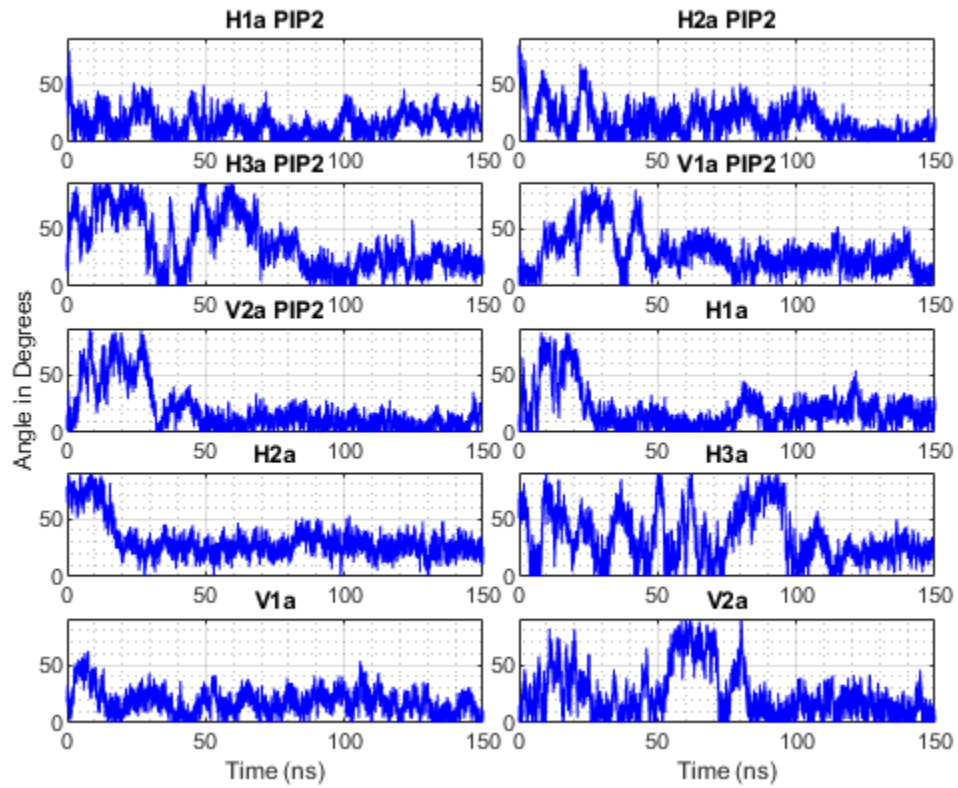 H1a PIP2 H2a PIP2
50 50
0 0
0 50 100 150 0 50 100 150
H3a PIP2 V1a PIP2
50 50
0 0
0 50 100 150 0 50 100 150
V2a PIP2 H1a
50 50
0 0
0 50 100 150 0 50 100 150
H2a H3a
50 50
0 0
0 50 100 150 0 50 100 150
V1a V2a
50 50
0 0
0 50 100 150 0 50 100 150
Time (ns) Time (ns)
Angle in Degrees